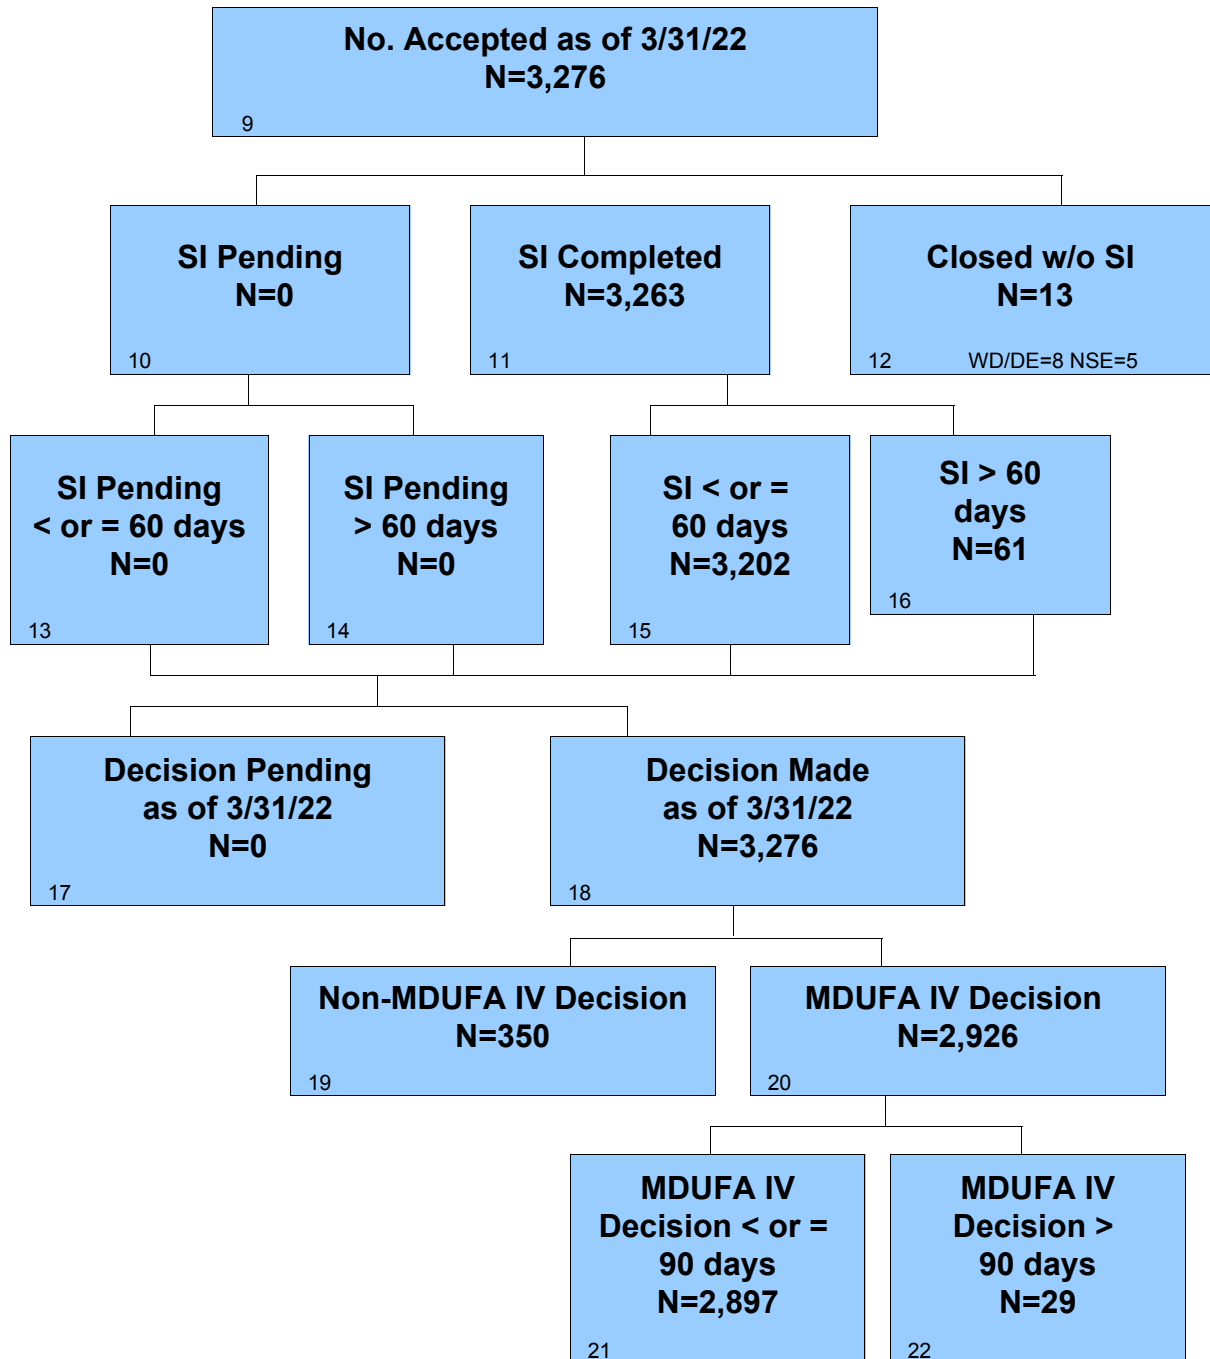 No. Accepted as of 3/31/22
N=3,276
9
SI Pending
N=0
10
SI Completed
N=3,263
11
Closed w/o SI
N=13
12 WD/DE=8 NSE=5
SI Pending
< or = 60 days
N=0
13
SI Pending
> 60 days
N=0
14
SI < or =
60 days
N=3,202
15
SI > 60
days
N=61
16
Decision Pending
as of 3/31/22
N=0
17
Decision Made
as of 3/31/22
N=3,276
18
Non-MDUFA IV Decision
N=350
19
MDUFA IV Decision
N=2,926
20
MDUFA IV
Decision < or =
90 days
N=2,897
21
MDUFA IV
Decision >
90 days
N=29
22